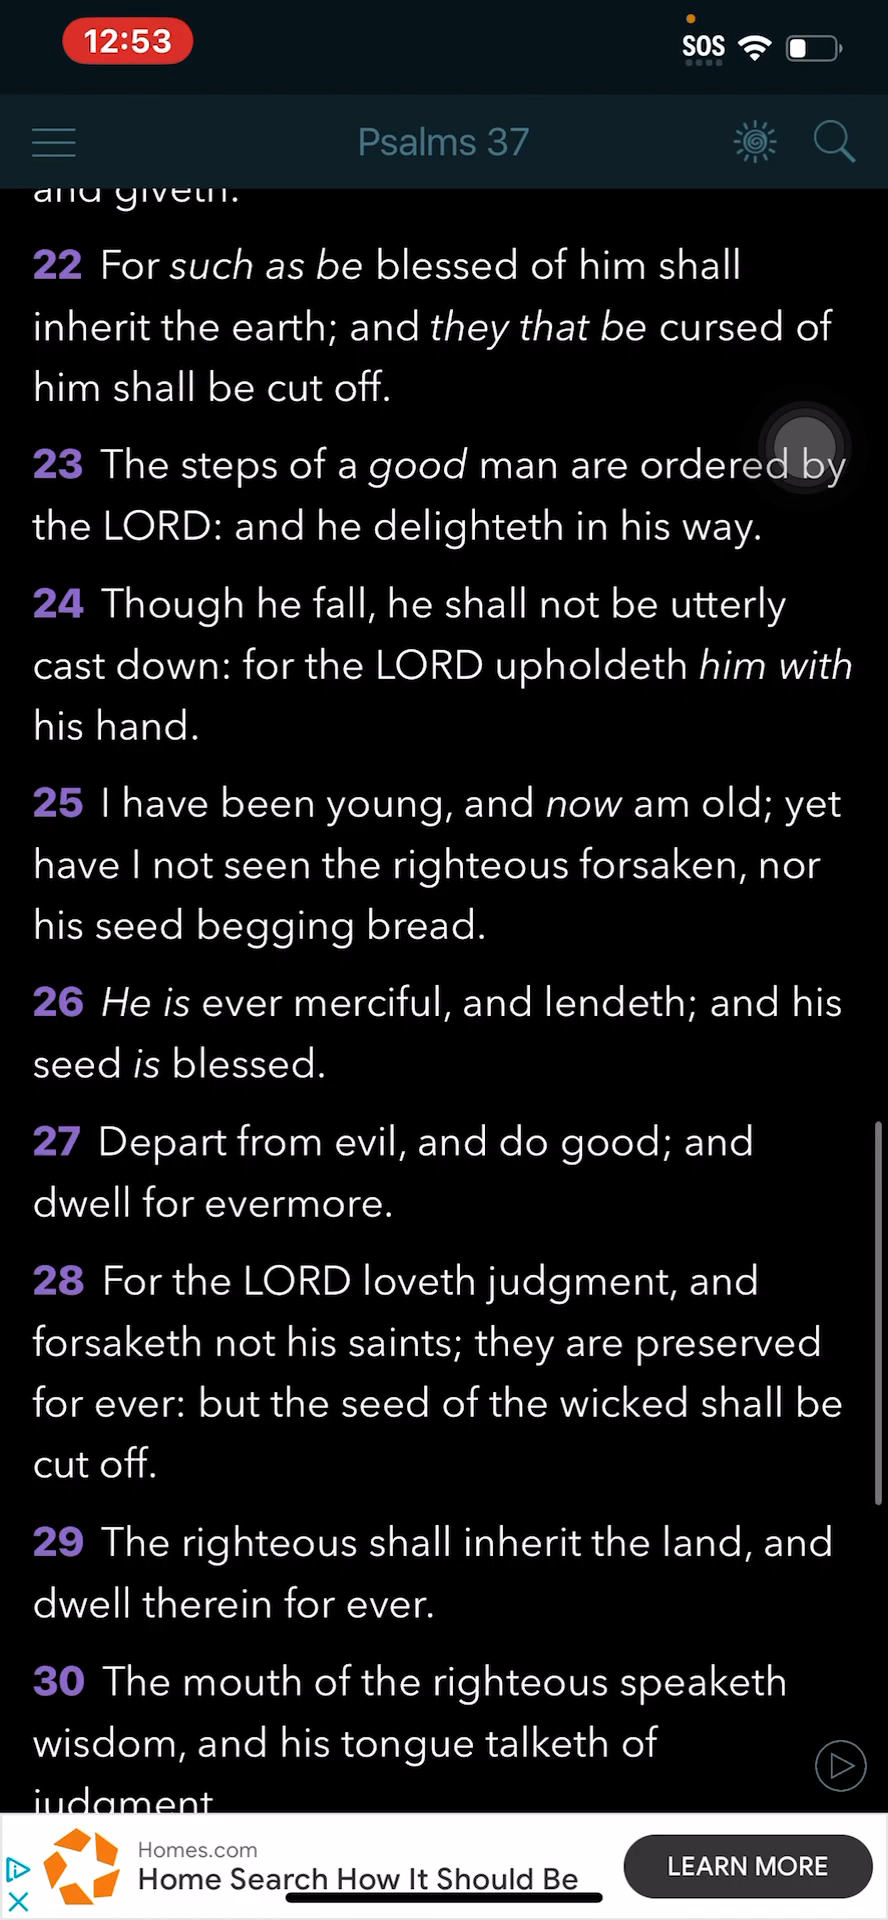 12:53
SOS
Psalms 37
and giveth.
22 For such as be blessed of him shall
inherit the earth; and they that be cursed of
him shall be cut off.
23 The steps of a good man are ordered by
the LORD: and he delighteth in his way.
24 Though he fall, he shall not be utterly
cast down: for the LORD upholdeth him with
his hand.
25 I have been young, and now am old; yet
have I not seen the righteous forsaken, nor
his seed begging bread.
26 He is ever merciful, and lendeth; and his
seed is blessed.
27 Depart from evil, and do good; and
dwell for evermore.
28 For the LORD loveth judgment, and
forsaketh not his saints; they are preserved
for ever: but the seed of the wicked shall be
cut off.
29 The righteous shall inherit the land, and
dwell therein for ever.
30 The mouth of the righteous speaketh
wisdom, and his tongue talketh of
judgment
Homes.com
Home Search How It Should Be
LEARN MORE